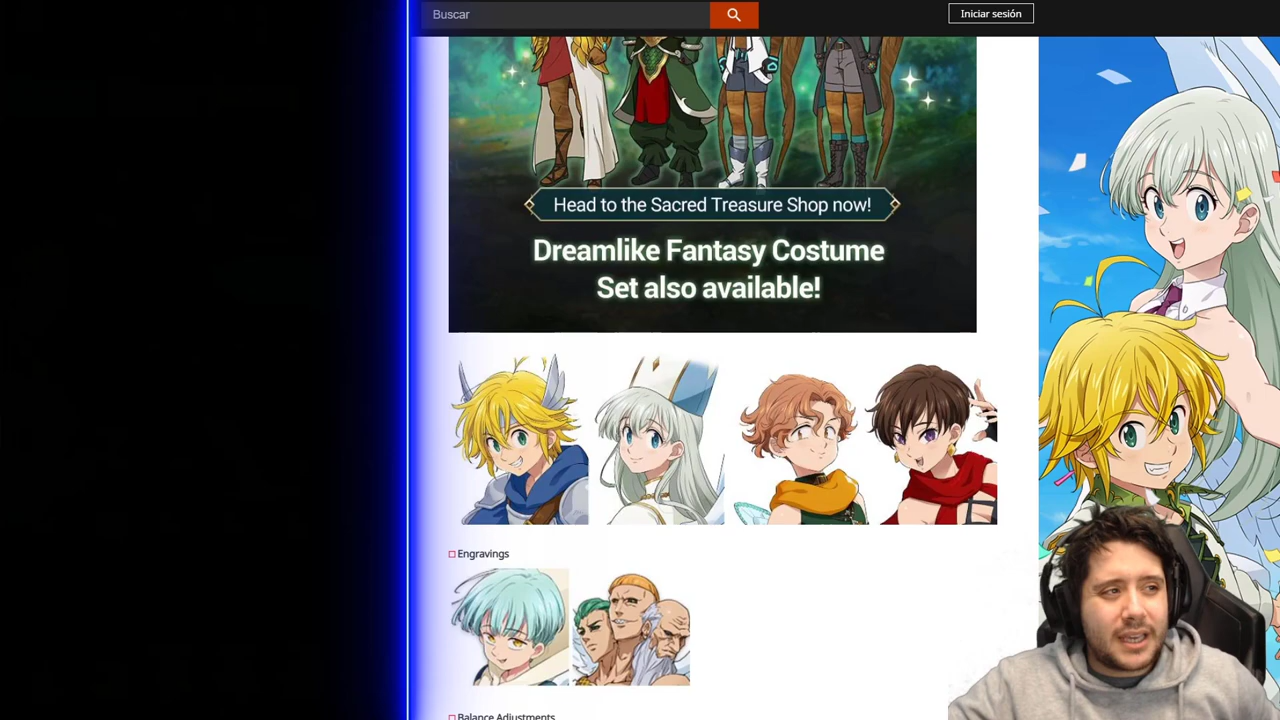 Buscar
Iniciar sesión
Head to the Sacred Treasure Shop now!
Dreamlike Fantasy Costume
Set also available!
Engravings
Balance Adjustments